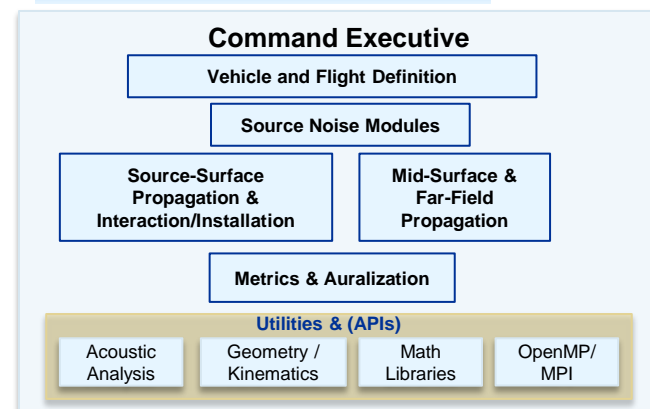 Command Executive
Vehicle and Flight Definition
Source Noise Modules
Source-Surface
Propagation &
Interaction/Installation
Mid-Surface &
Far-Field
Propagation
Metrics & Auralization
Utilities & (APIs)
Acoustic
Analysis
Geometry /
Kinematics
Math
Libraries
OpenMP/
MPI